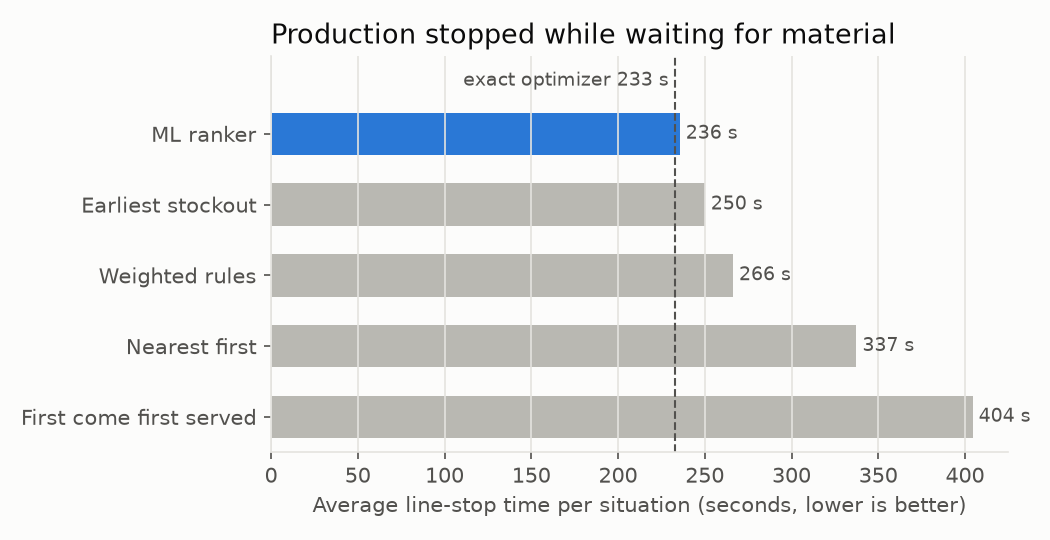 Production stopped while waiting for material
exact optimizer 233 s
ML ranker 236 s
Earliest stockout 250 s
Weighted rules 266 s
Nearest first 337 s
First come first served 404 s
0 50 100 150 200 250 300 350 400
Average line-stop time per situation (seconds, lower is better)